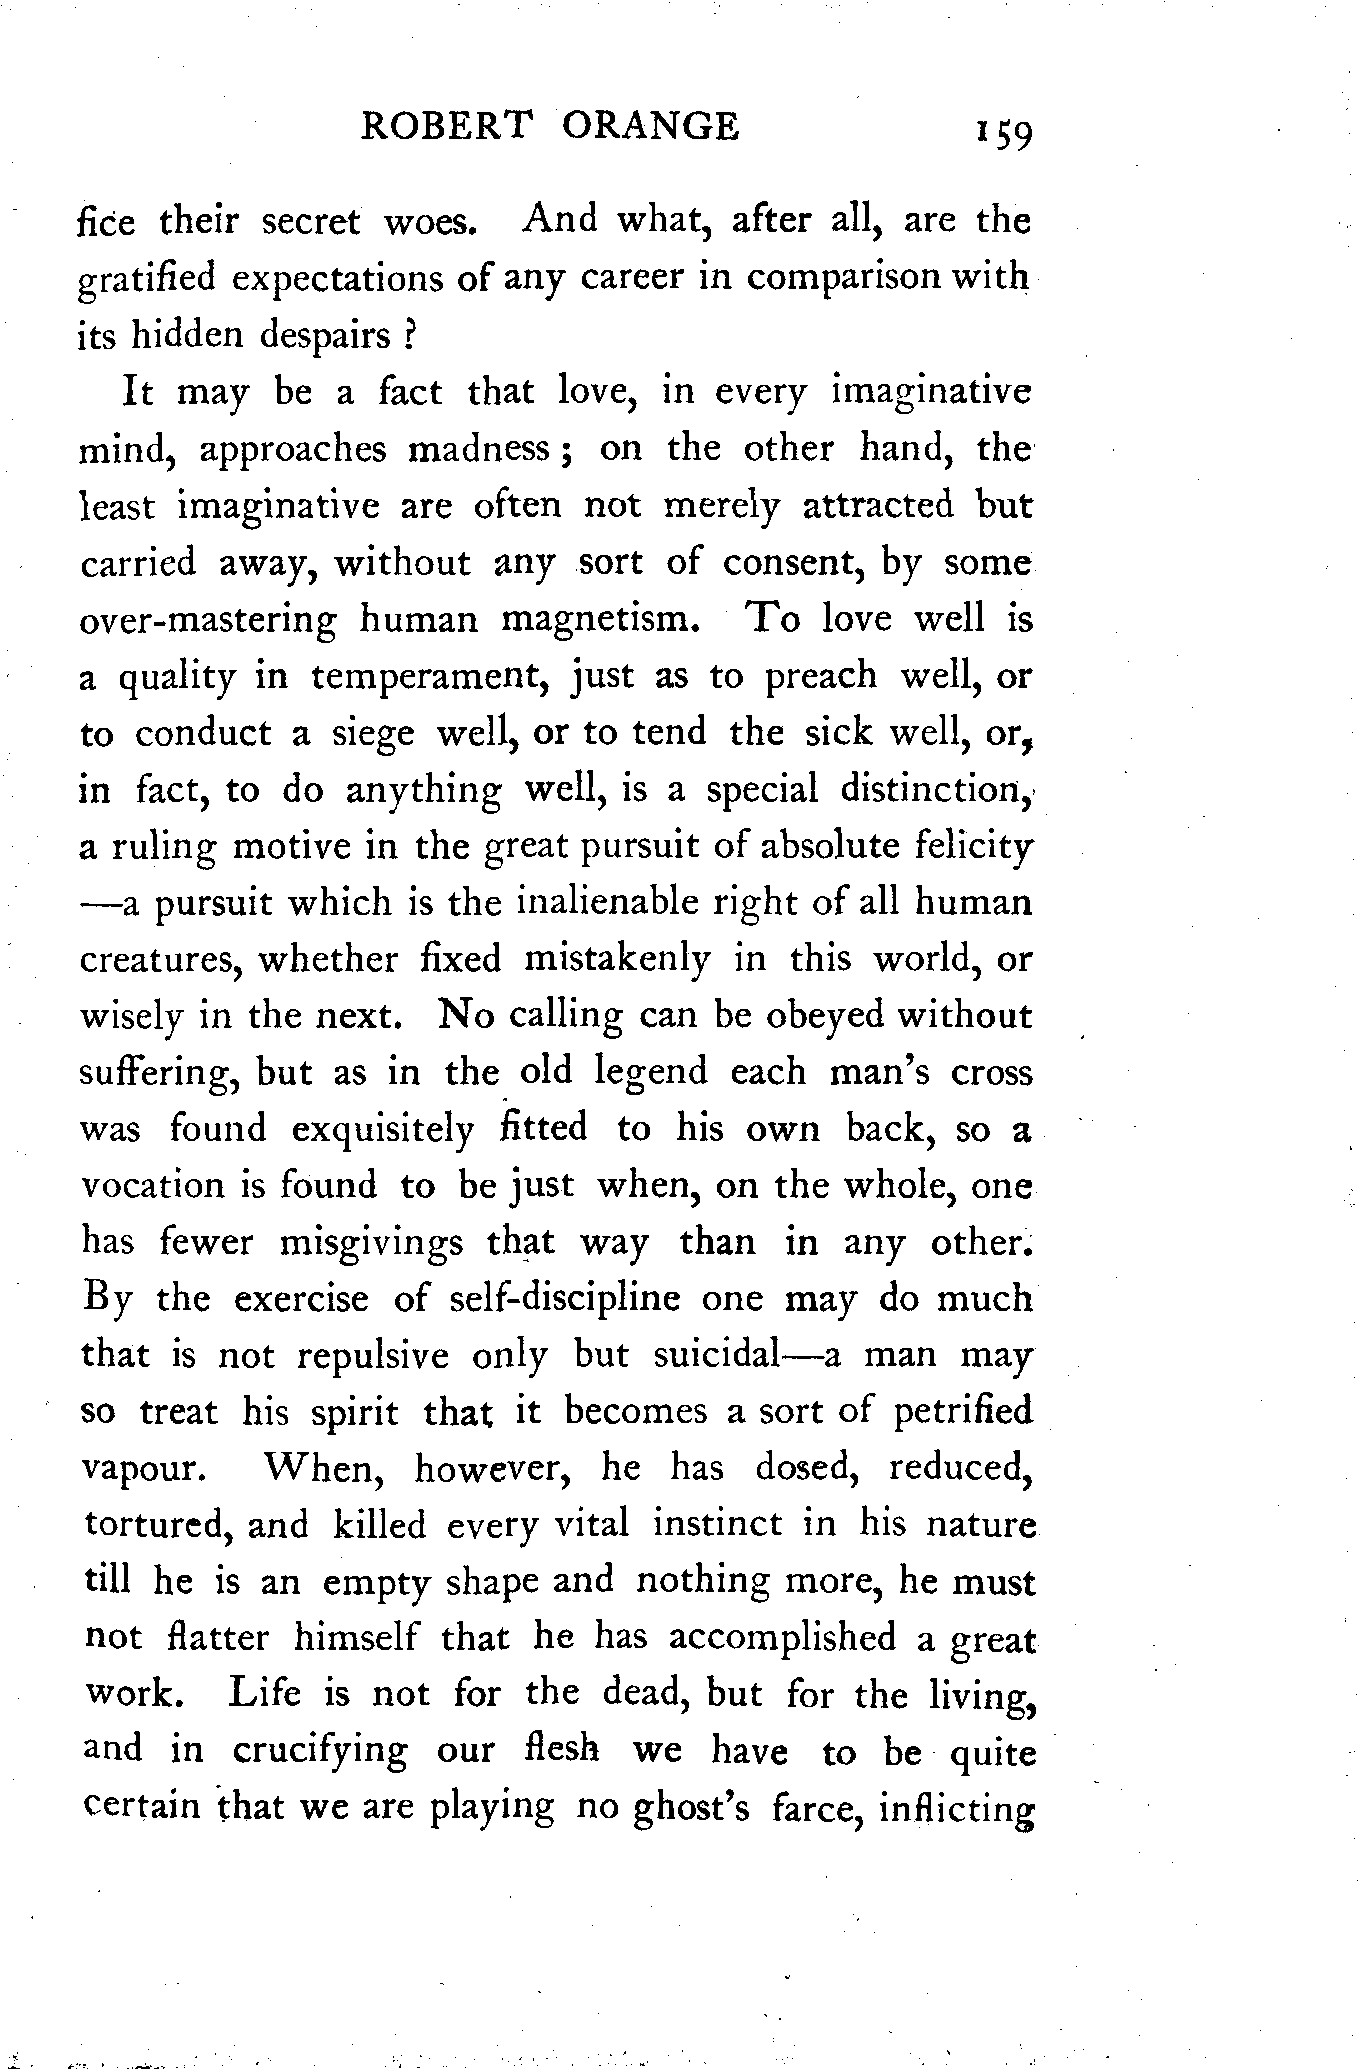 ROBERT ORANGE 159
fice their secret woes. And what, after all, are the
gratified expectations of any career in comparison with
its hidden despairs ?
It may be a fact that love, in every imaginative
mind, approaches madness ; on the other hand, the
least imaginative are often not merely attracted but
carried away, without any sort of consent, by some
over-mastering human magnetism. To love well is
a quality in temperament, just as to preach well, or
to conduct a siege well, or to tend the sick well, or,
in fact, to do anything well, is a special distinction,
a ruling motive in the great pursuit of absolute felicity
—a pursuit which is the inalienable right of all human
creatures, whether fixed mistakenly in this world, or
wisely in the next. No calling can be obeyed without
suffering, but as in the old legend each man's cross
was found exquisitely fitted to his own back, so a
vocation is found to be just when, on the whole, one
has fewer misgivings that way than in any other.
By the exercise of self-discipline one may do much
that is not repulsive only but suicidal—a man may
so treat his spirit that it becomes a sort of petrified
vapour. When, however, he has dosed, reduced,
tortured, and killed every vital instinct in his nature
till he is an empty shape and nothing more, he must
not flatter himself that he has accomplished a great
work. Life is not for the dead, but for the living,
and in crucifying our flesh we have to be quite
certain that we are playing no ghost's farce, inflicting